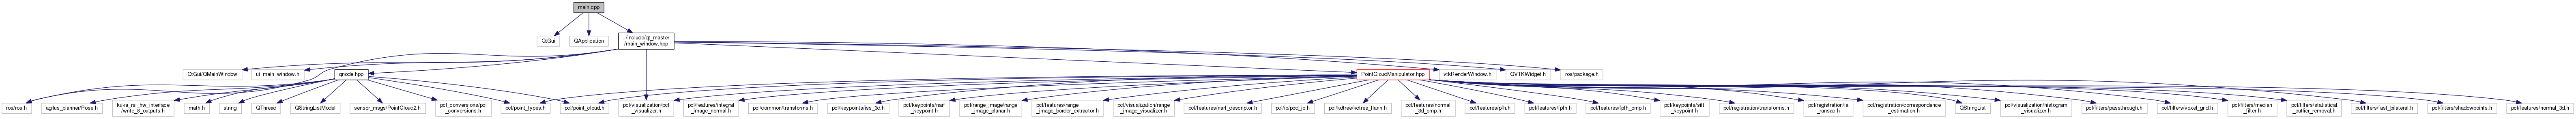 main.cpp
QtGui
QApplication
../include/qt_master
/main_window.hpp
QtGui/QMainWindow
ui_main_window.h
qnode.hpp
PointCloudManipulator.hpp
vtkRenderWindow.h
QVTKWidget.h
ros/package.h
ros/ros.h
agilus_planner/Pose.h
kuka_rsi_hw_interface
/write_8_outputs.h
math.h
string
QThread
QStringListModel
sensor_msgs/PointCloud2.h
pcl_conversions/pcl
_conversions.h
pcl/point_types.h
pcl/point_cloud.h
pcl/visualization/pcl
_visualizer.h
pcl/features/integral
_image_normal.h
pcl/common/transforms.h
pcl/keypoints/iss_3d.h
pcl/keypoints/narf
_keypoint.h
pcl/range_image/range
_image_planar.h
pcl/features/range
_image_border_extractor.h
pcl/visualization/range
_image_visualizer.h
pcl/features/narf_descriptor.h
pcl/io/pcd_io.h
pcl/kdtree/kdtree_flann.h
pcl/features/normal
_3d_omp.h
pcl/features/pfh.h
pcl/features/fpfh.h
pcl/features/fpfh_omp.h
pcl/keypoints/sift
_keypoint.h
pcl/registration/transforms.h
pcl/registration/ia
_ransac.h
pcl/registration/correspondence
_estimation.h
QStringList
pcl/visualization/histogram
_visualizer.h
pcl/filters/passthrough.h
pcl/filters/voxel_grid.h
pcl/filters/median
_filter.h
pcl/filters/statistical
_outlier_removal.h
pcl/filters/fast_bilateral.h
pcl/filters/shadowpoints.h
pcl/features/normal_3d.h